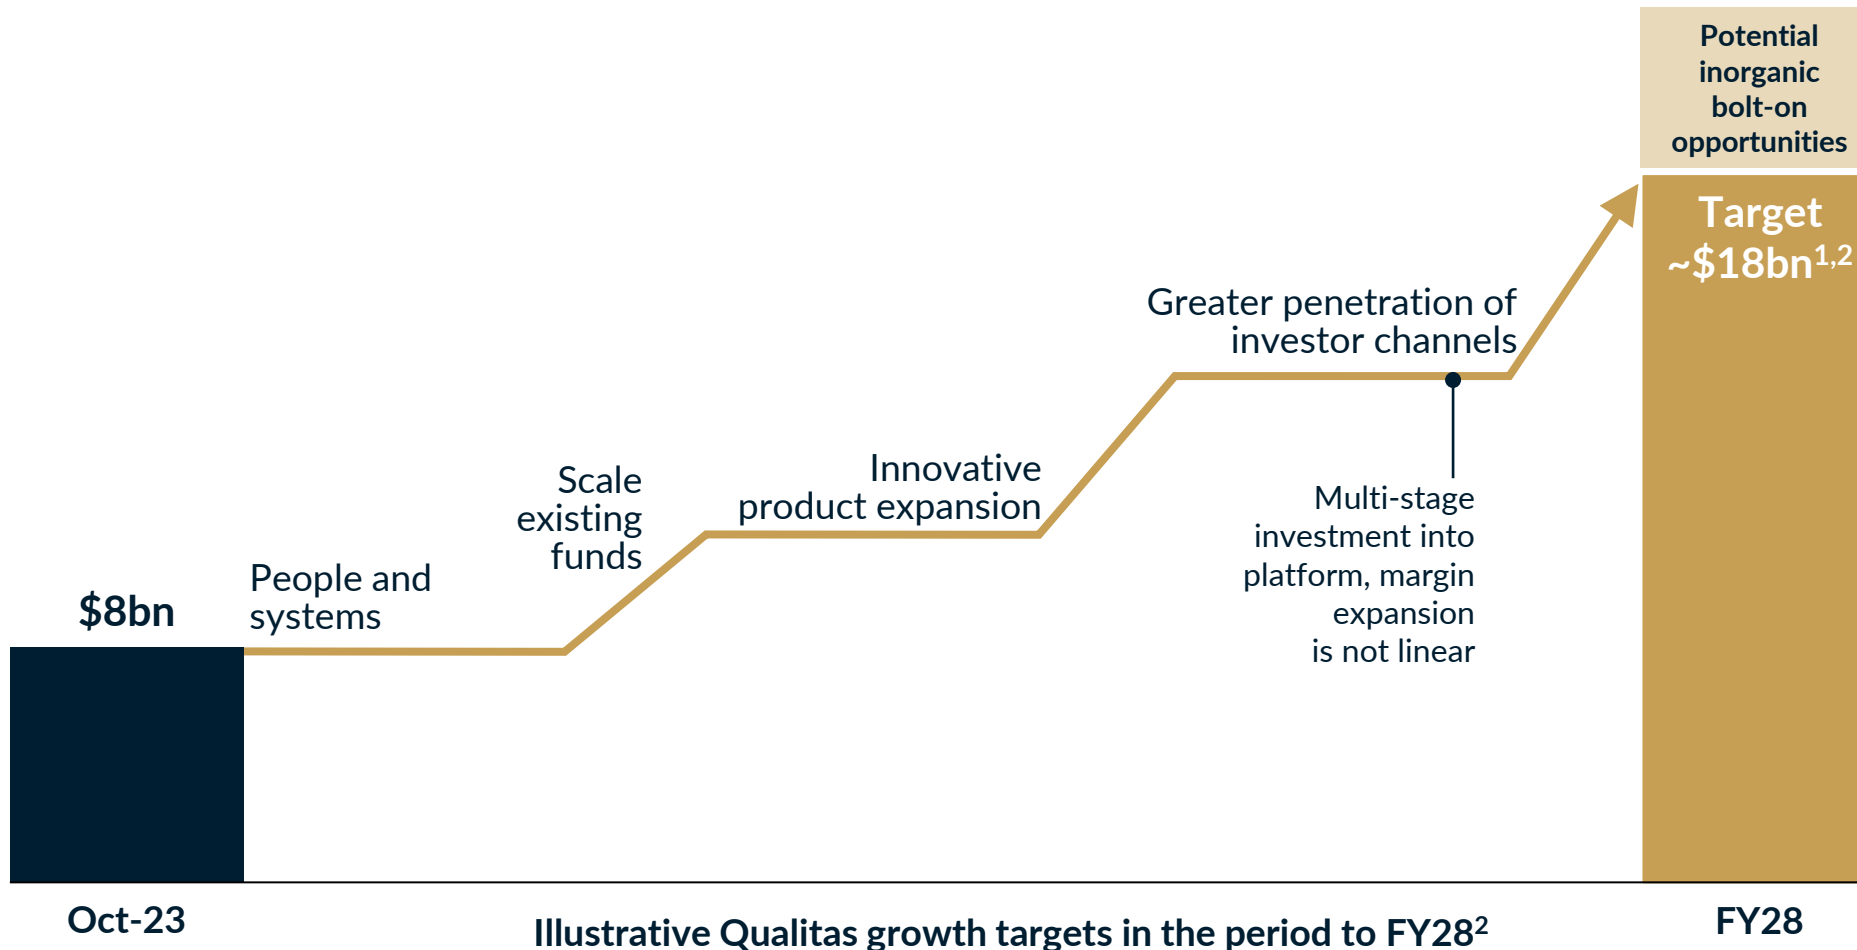 Potential
inorganic
bolt-on
opportunities
Target
~$18bn1,2
Greater penetration of
investor channels
Innovative
product expansion
Scale
existing
funds
Multi-stage
investment into
platform, margin
expansion
is not linear
People and
systems
$8bn
Oct-23
Illustrative Qualitas growth targets in the period to FY282
FY28